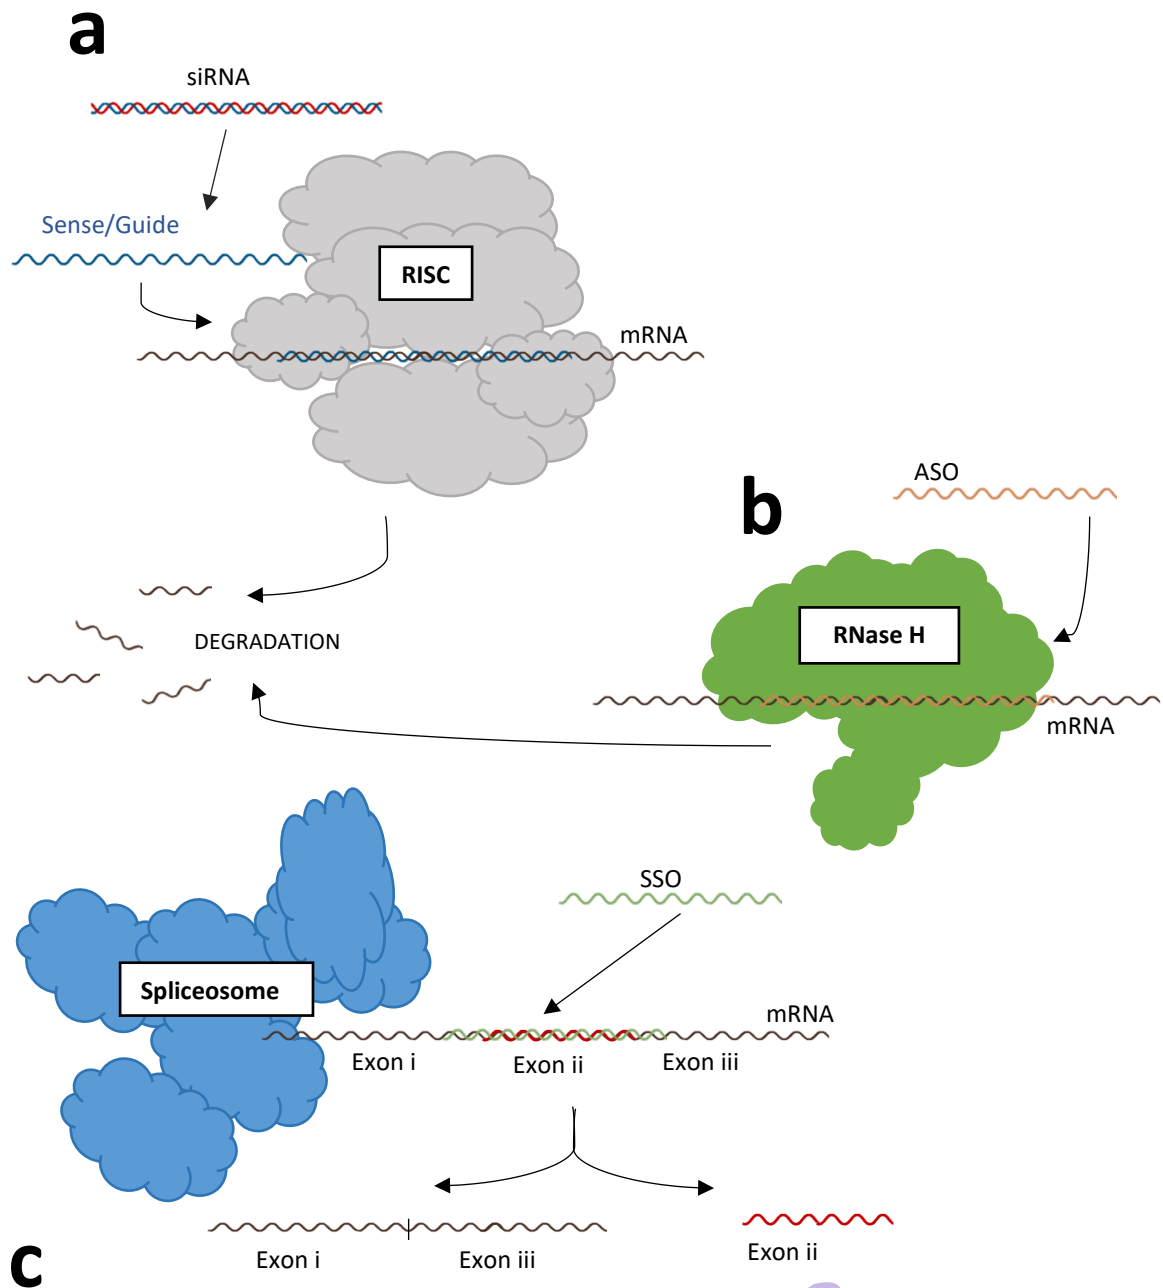 a
siRNA
Sense/Guide
RISC
mRNA
ASO
b
RNase H
DEGRADATION
mRNA
SSO
Spliceosome
mRNA
Exon i
Exon ii
Exon iii
c
Exon i
Exon iii
Exon ii